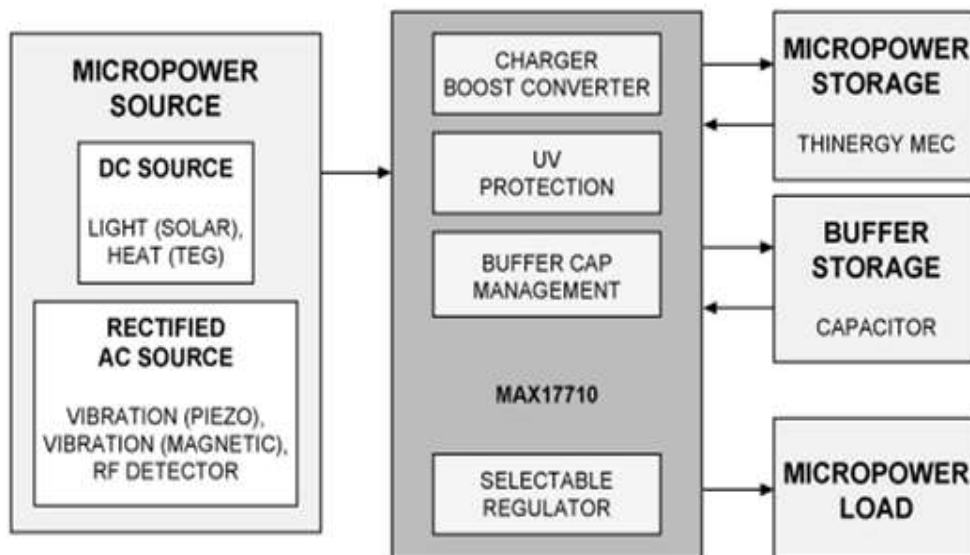 MICROPOWER
SOURCE
DC SOURCE
LIGHT (SOLAR),
HEAT (TEG)
RECTIFIED
AC SOURCE
VIBRATION (PIEZO),
VIBRATION (MAGNETIC),
RF DETECTOR
CHARGER
BOOST CONVERTER
UV
PROTECTION
BUFFER CAP
MANAGEMENT
MAX17710
SELECTABLE
REGULATOR
MICROPOWER
STORAGE
THINERGY MEC
BUFFER
STORAGE
CAPACITOR
MICROPOWER
LOAD